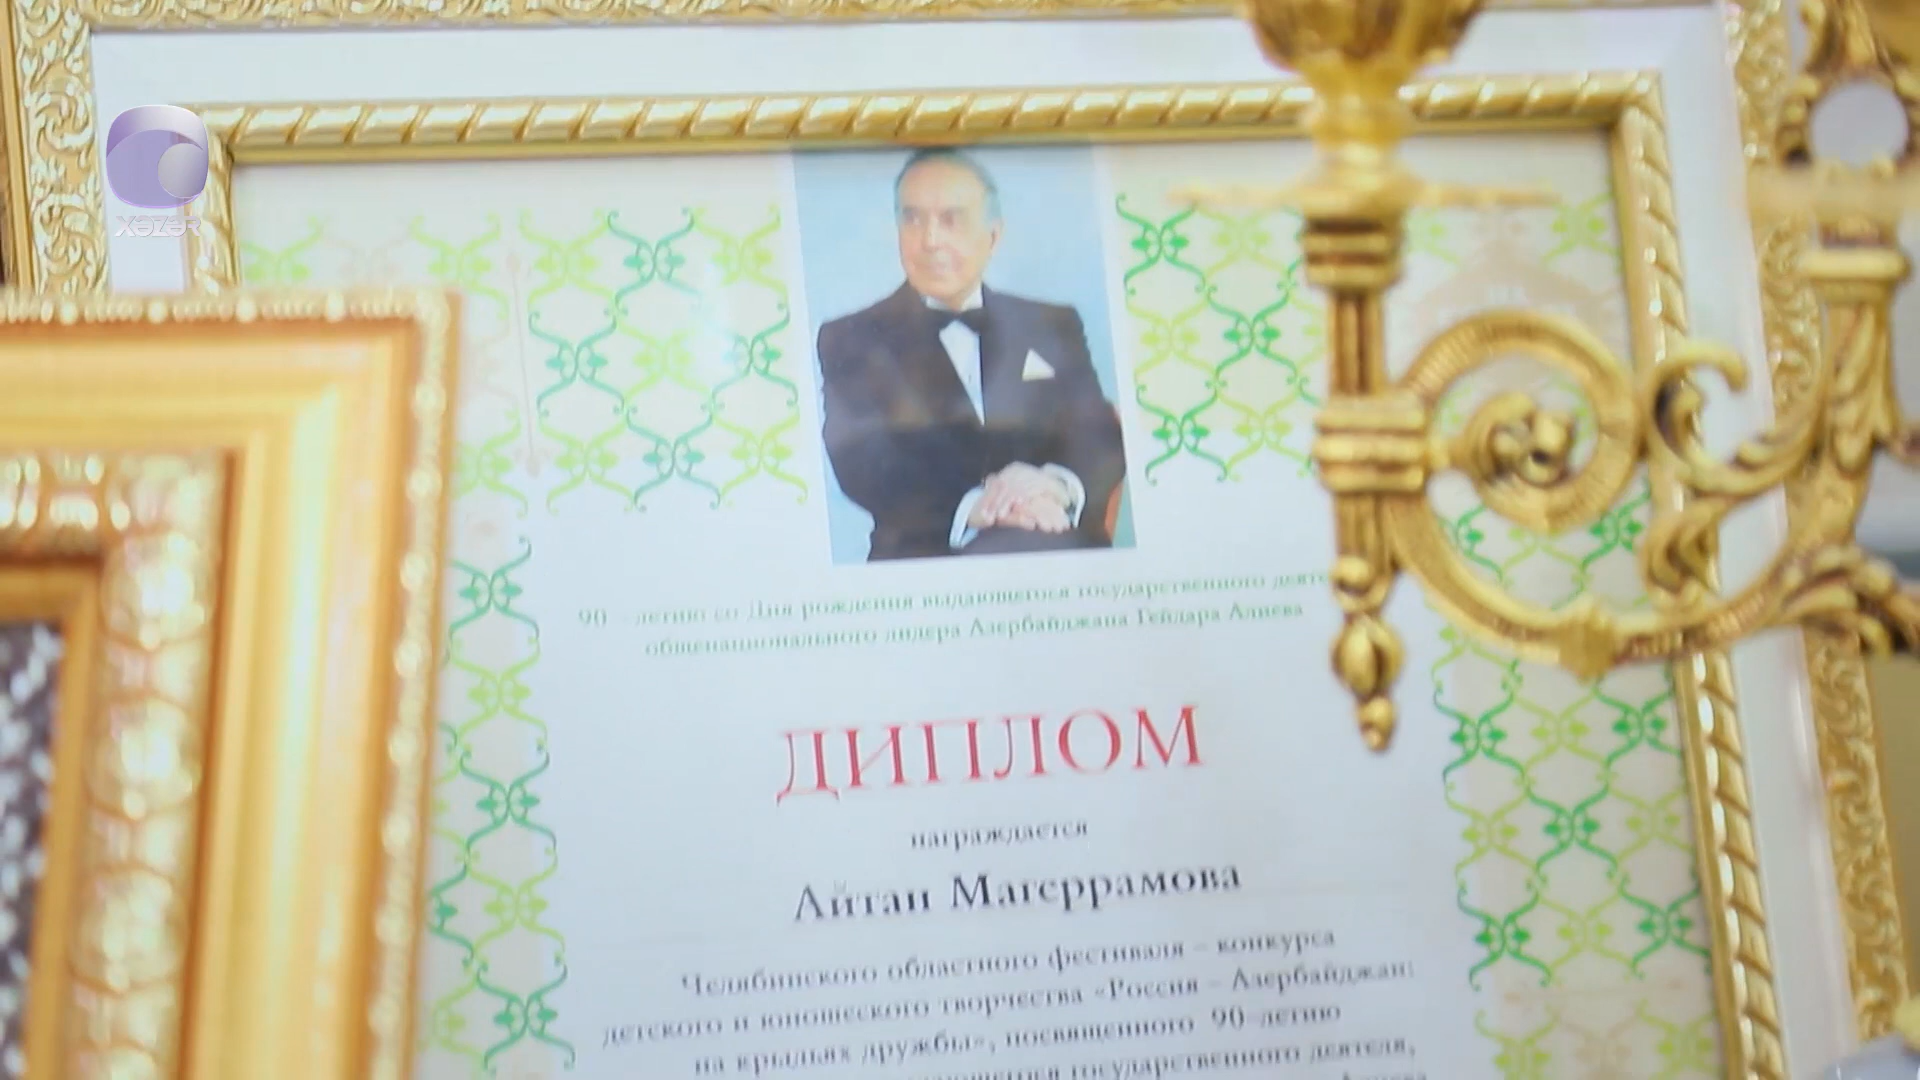 XəZəR
90 - летию со Дня рождения выдающегося государственного
общенационального лидера Азербайджана Гейдара Алиева
ДИПЛОМ
награждается
Айтан Магеррамова
Челябинского областного фестиваля – конкурса
детского и юношеского творчества «Россия – Азербайджан:
на крыльях дружбы», посвященного 90-летию
государственного деятеля,